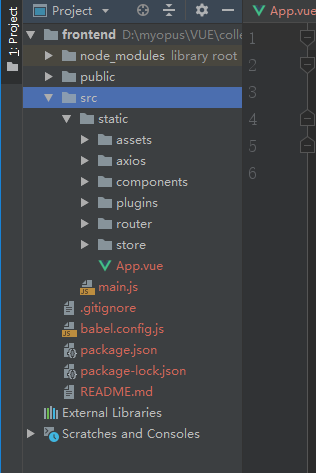 1: Project
Project
App.vue
frontend D:\myopus\VUE\colle
node_modules library root
public
src
static
assets
axios
components
plugins
router
store
App.vue
main.js
.gitignore
babel.config.js
package.json
package-lock.json
README.md
External Libraries
Scratches and Consoles
1
2
3
4
5
6